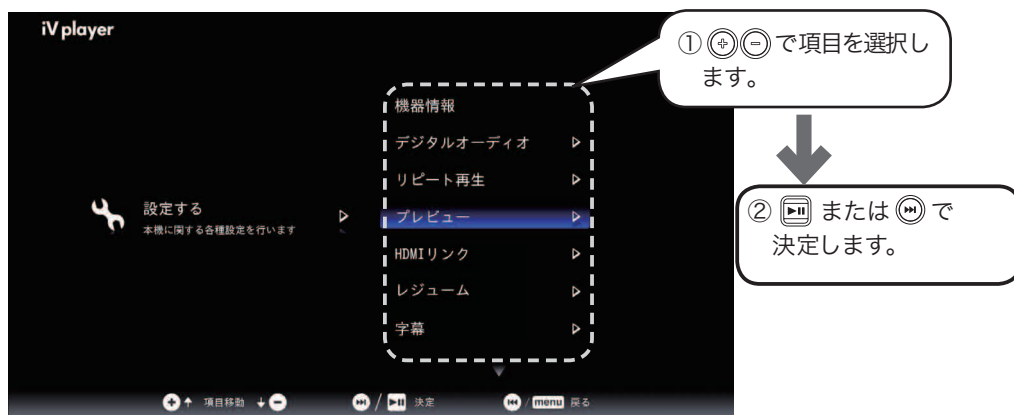 iV player
① ⊕⊖で項目を選択し
ます。
機器情報
デジタルオーディオ
リピート再生
設定する
本機に関する各種設定を行います
プレビュー
HDMIリンク
レジューム
字幕
② ⏯ または ⏭ で
決定します。
⊕↑ 項目移動 ↓⊖ ⏭/⏯ 決定 ⏮/menu 戻る